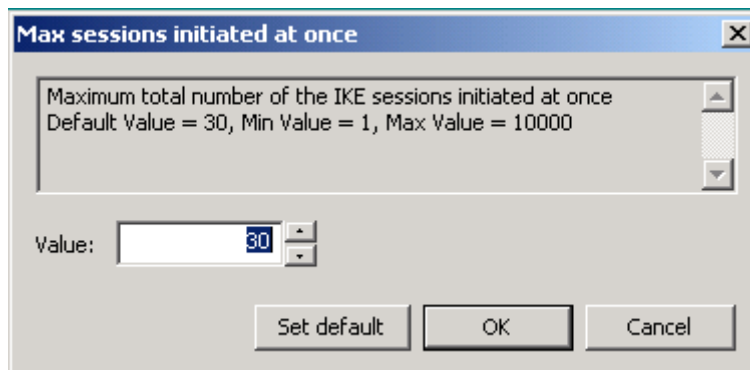 Max sessions initiated at once
Maximum total number of the IKE sessions initiated at once
Default Value = 30, Min Value = 1, Max Value = 10000
Value: 30
Set default OK Cancel